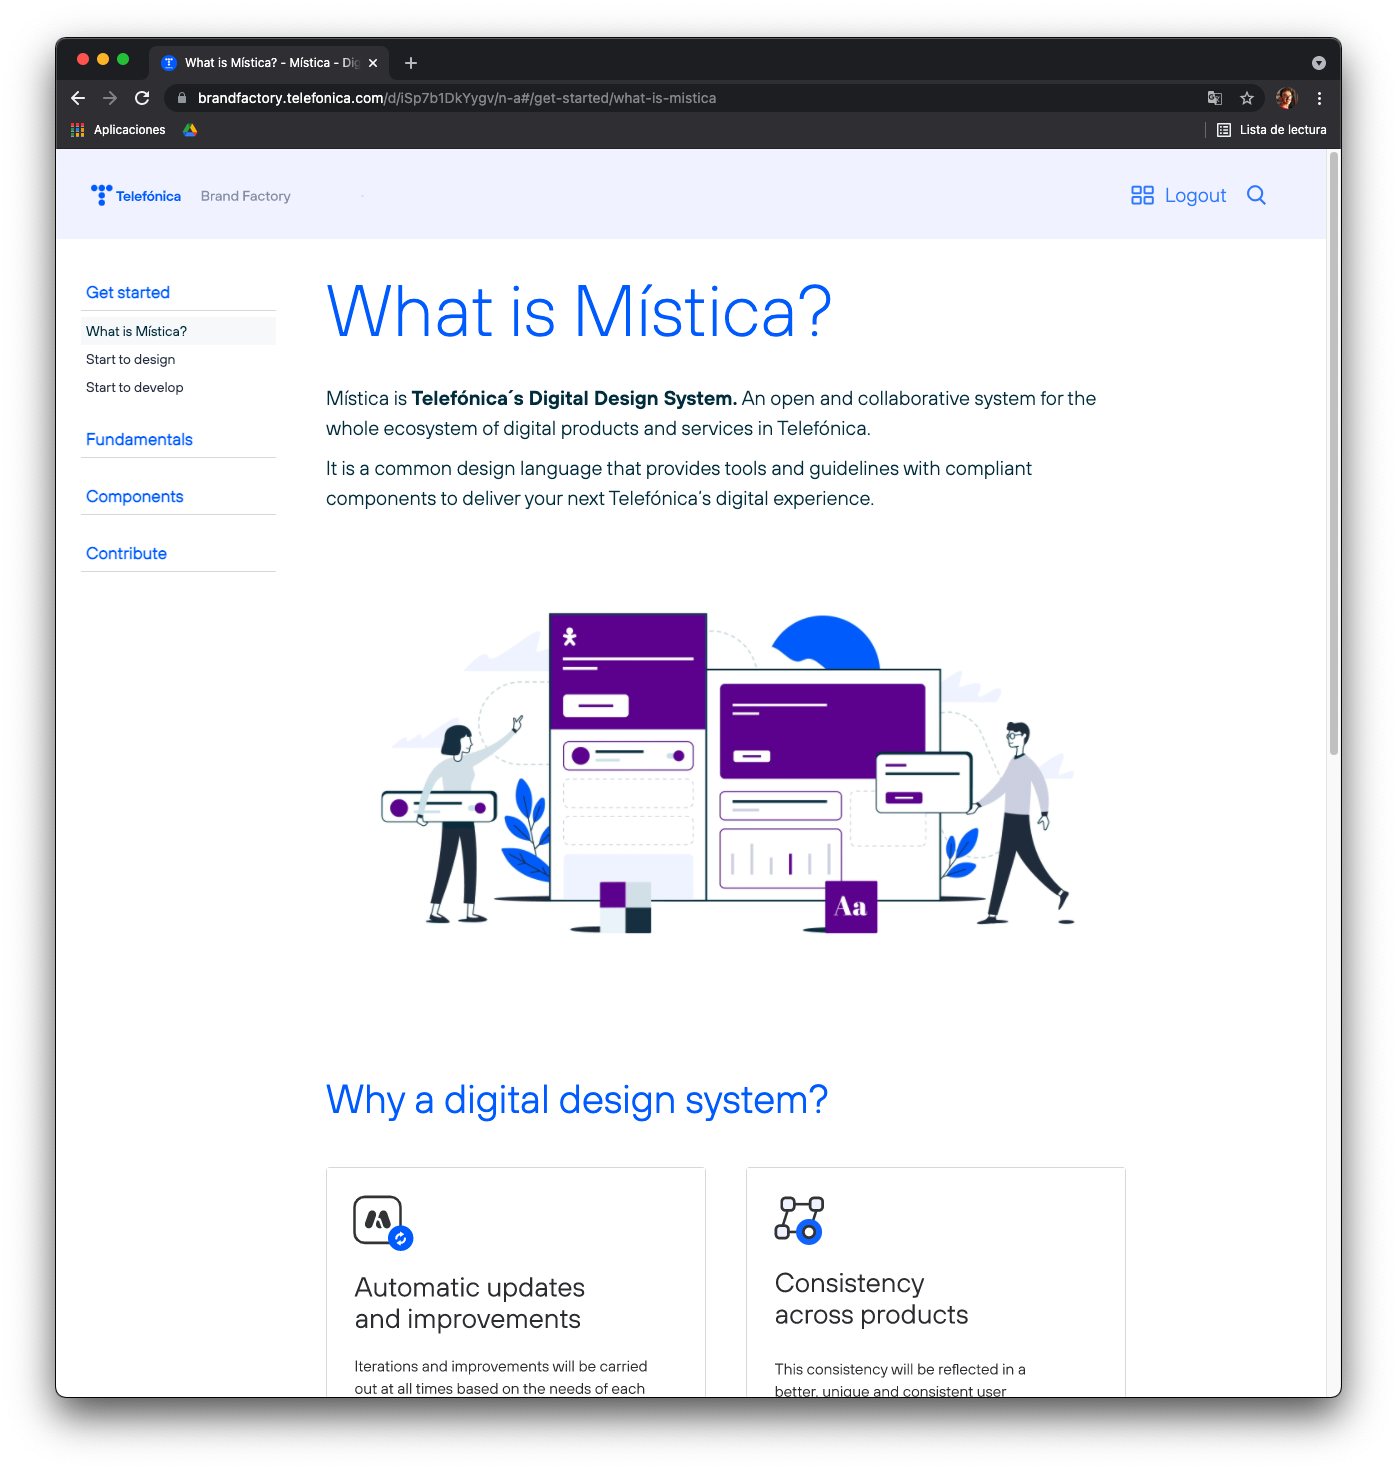 What is Mística? - Mística - Dig
brandfactory.telefonica.com/d/iSp7b1DkYygv/n-a#/get-started/what-is-mistica
Aplicaciones
Lista de lectura
Telefónica
Brand Factory
Logout
Get started
What is Mística?
Start to design
Start to develop
Fundamentals
Components
Contribute
What is Mística?
Mística is Telefónica´s Digital Design System. An open and collaborative system for the
whole ecosystem of digital products and services in Telefónica.
It is a common design language that provides tools and guidelines with compliant
components to deliver your next Telefónica’s digital experience.
Aa
Why a digital design system?
Automatic updates
and improvements
Iterations and improvements will be carried
out at all times based on the needs of each
Consistency
across products
This consistency will be reflected in a
better, unique and consistent user